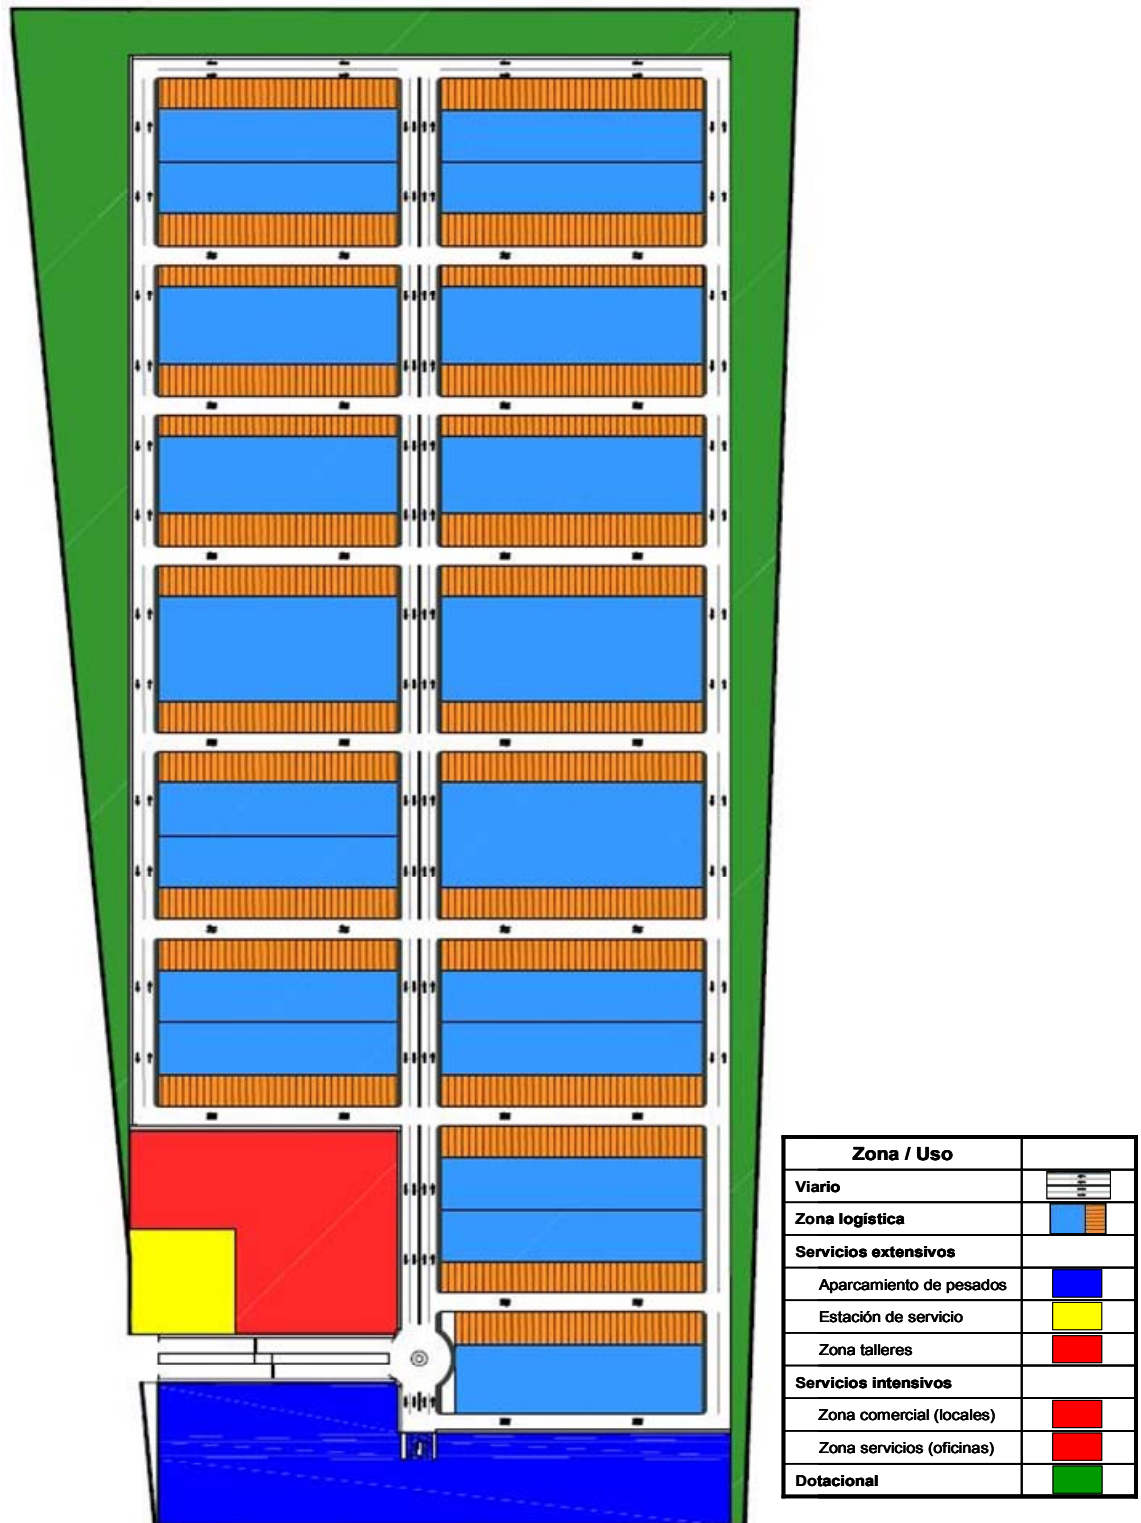 Zona / Uso
Viario
Zona logística
Servicios extensivos
Aparcamiento de pesados
Estación de servicio
Zona talleres
Servicios intensivos
Zona comercial (locales)
Zona servicios (oficinas)
Dotacional